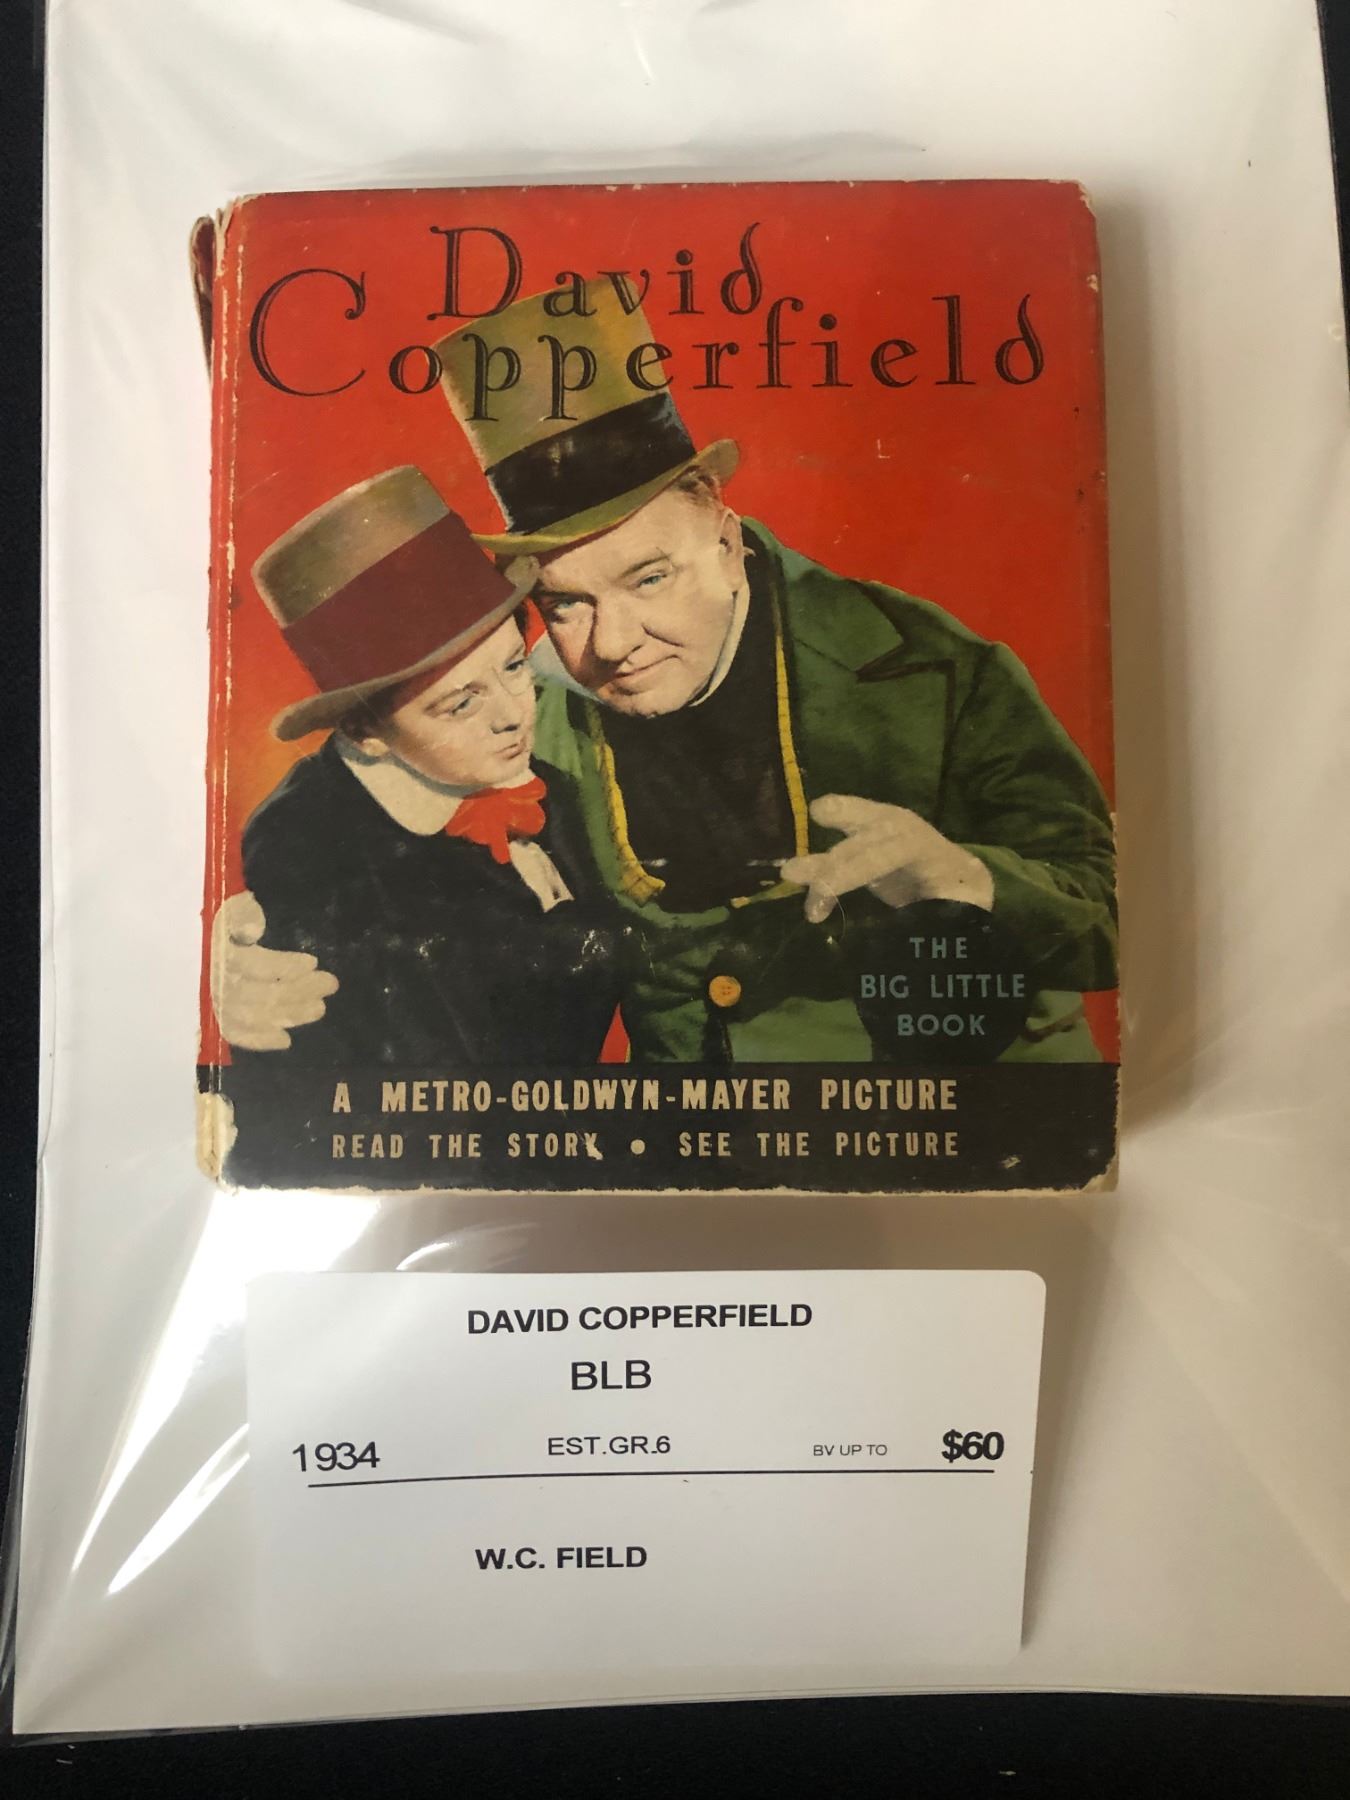 David
Copperfield
THE
BIG LITTLE
BOOK
A METRO-GOLDWYN-MAYER PICTURE
READ THE STORY • SEE THE PICTURE
DAVID COPPERFIELD
BLB
1934 EST.GR.6 BV UP TO $60
W.C. FIELD